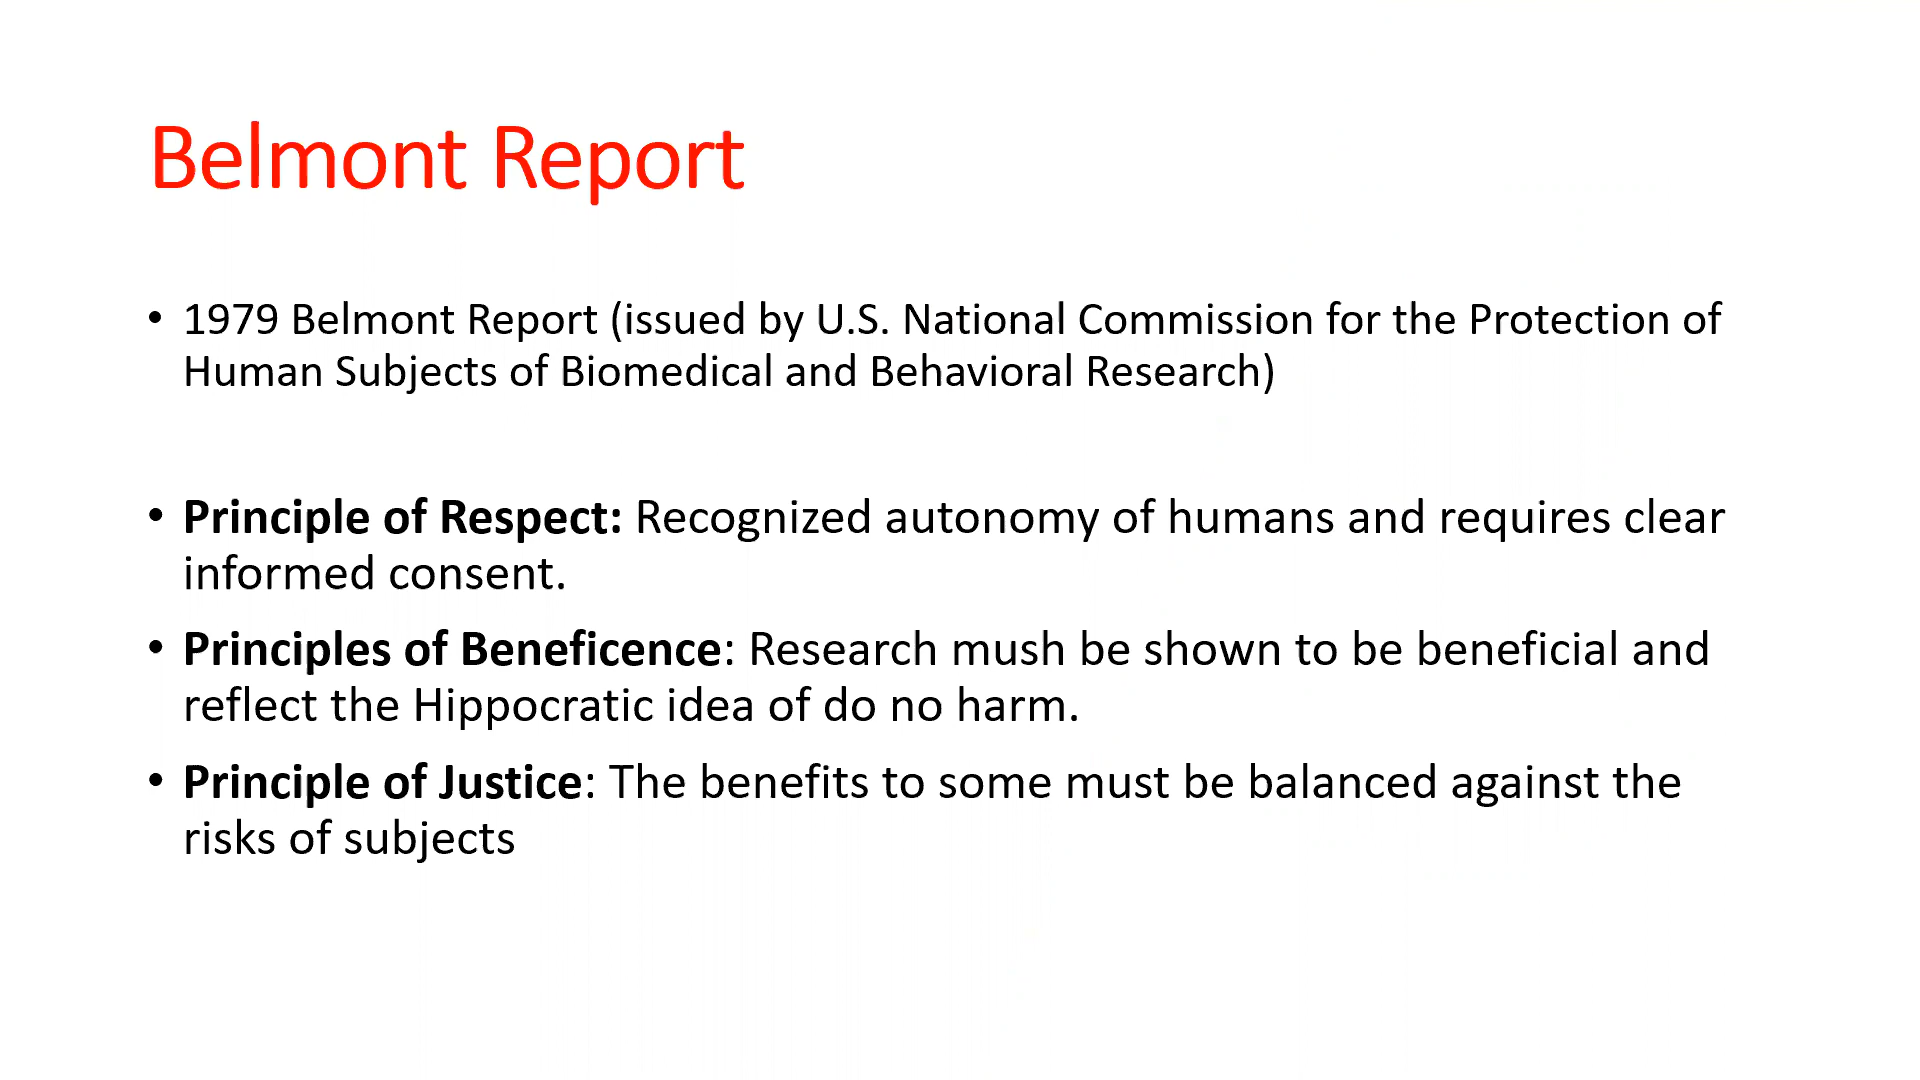 Belmont Report
• 1979 Belmont Report (issued by U.S. National Commission for the Protection of
Human Subjects of Biomedical and Behavioral Research)
• Principle of Respect: Recognized autonomy of humans and requires clear
informed consent.
• Principles of Beneficence: Research mush be shown to be beneficial and
reflect the Hippocratic idea of do no harm.
• Principle of Justice: The benefits to some must be balanced against the
risks of subjects